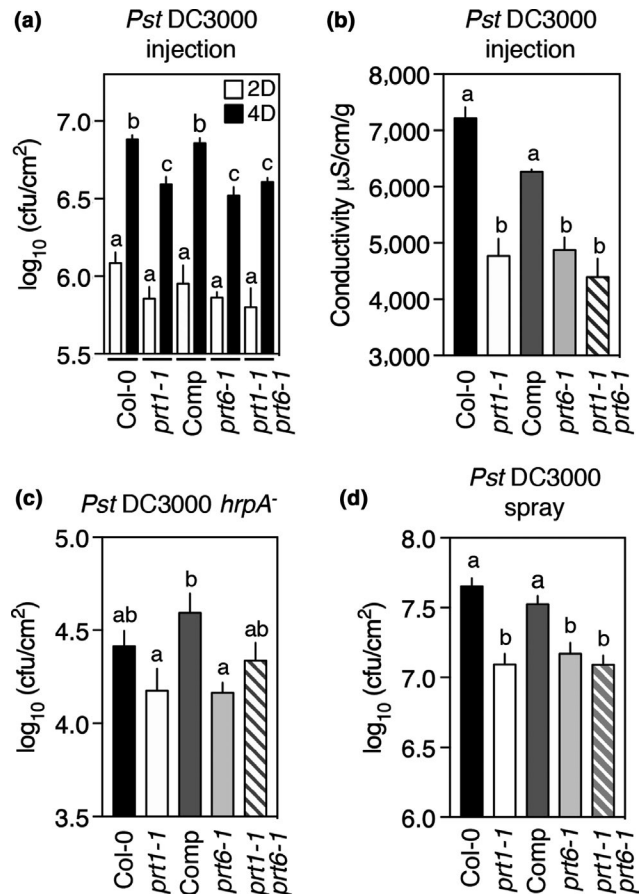 (a)
Pst DC3000
injection
2D
4D
7.0
6.5
6.0
5.5
log10 (cfu/cm2)
a
b
a
c
a
b
a
c
a
c
Col-0
prt1-1
Comp
prt6-1
prt1-1
prt6-1
(b)
Pst DC3000
injection
8,000
7,000
6,000
5,000
4,000
3,000
Conductivity µS/cm/g
a
b
a
b
b
Col-0
prt1-1
Comp
prt6-1
prt1-1
prt6-1
(c)
Pst DC3000 hrpA-
5.0
4.5
4.0
3.5
log10 (cfu/cm2)
ab
a
b
a
ab
Col-0
prt1-1
Comp
prt6-1
prt1-1
prt6-1
(d)
Pst DC3000
spray
8.0
7.5
7.0
6.5
6.0
log10 (cfu/cm2)
a
b
a
b
b
Col-0
prt1-1
Comp
prt6-1
prt1-1
prt6-1